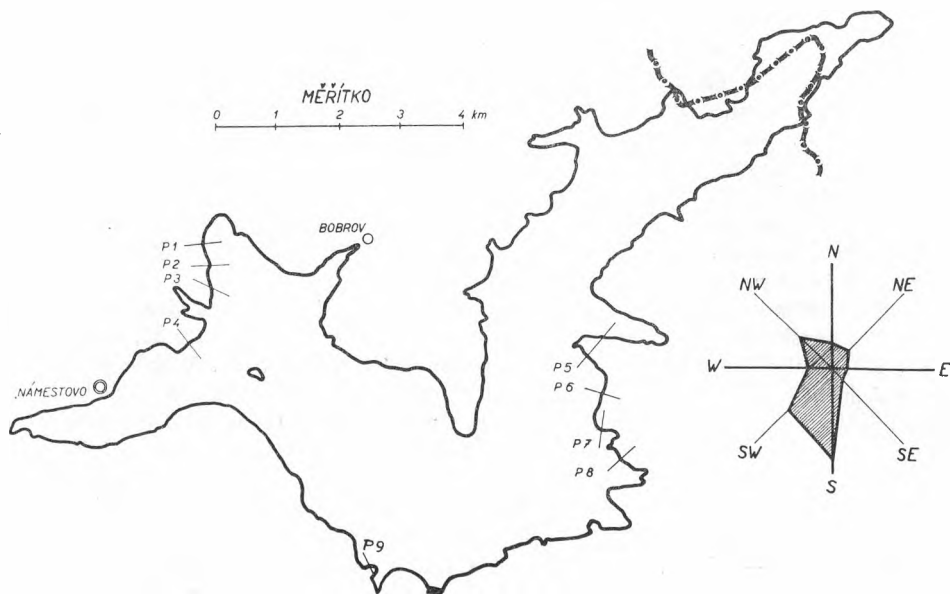 MĚŘÍTKO
0 1 2 3 4 km
BOBROV
P1
P2
P3
P4
NÁMESTOVO
P5
P6
P7
P8
P9
N
NW NE
W E
SW SE
S